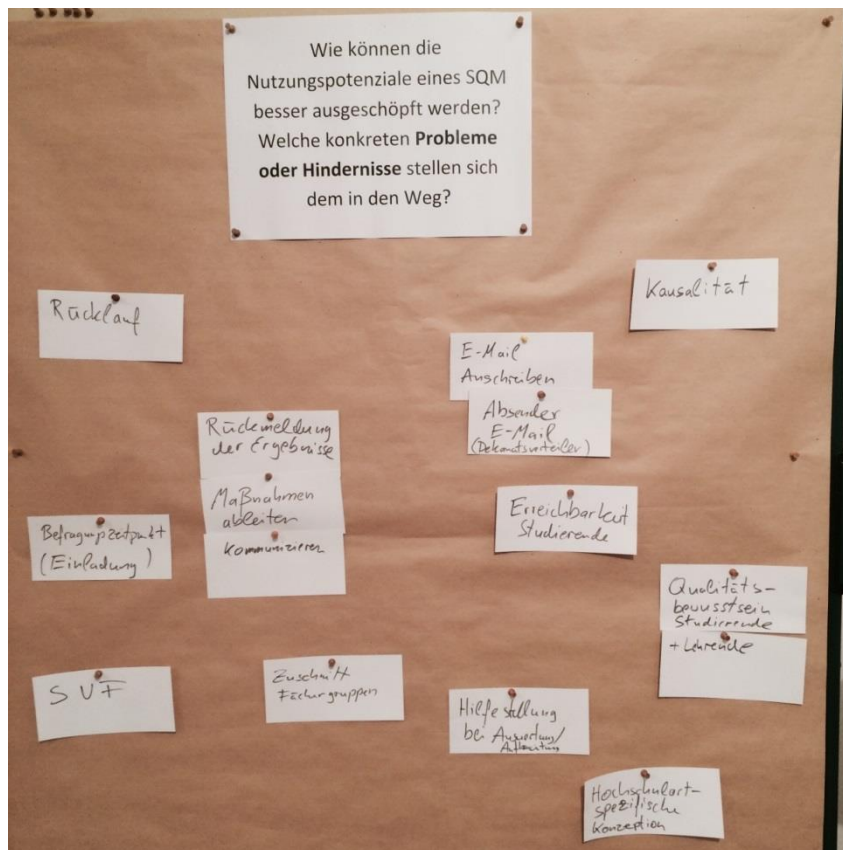 Wie können die
Nutzungspotenziale eines SQM
besser ausgeschöpft werden?
Welche konkreten Probleme
oder Hindernisse stellen sich
dem in den Weg?
Rücklauf
Kausalität
E-Mail
Anschreiben
Absender
E-Mail
(Dekanatsverteiler)
Rückmeldung
der Ergebnisse
Maßnahmen
ableiten
Kommunizieren
Befragungszeitpunkt
(Einladung)
Erreichbarkeit
Studierende
Qualitäts-
bewusstsein
Studierende
+ Lehrende
SUF
Zuschnitt
Fächergruppen
Hilfestellung
bei Auswertung/
Aufbereitung
Hochschulart-
spezifische
Konzeption